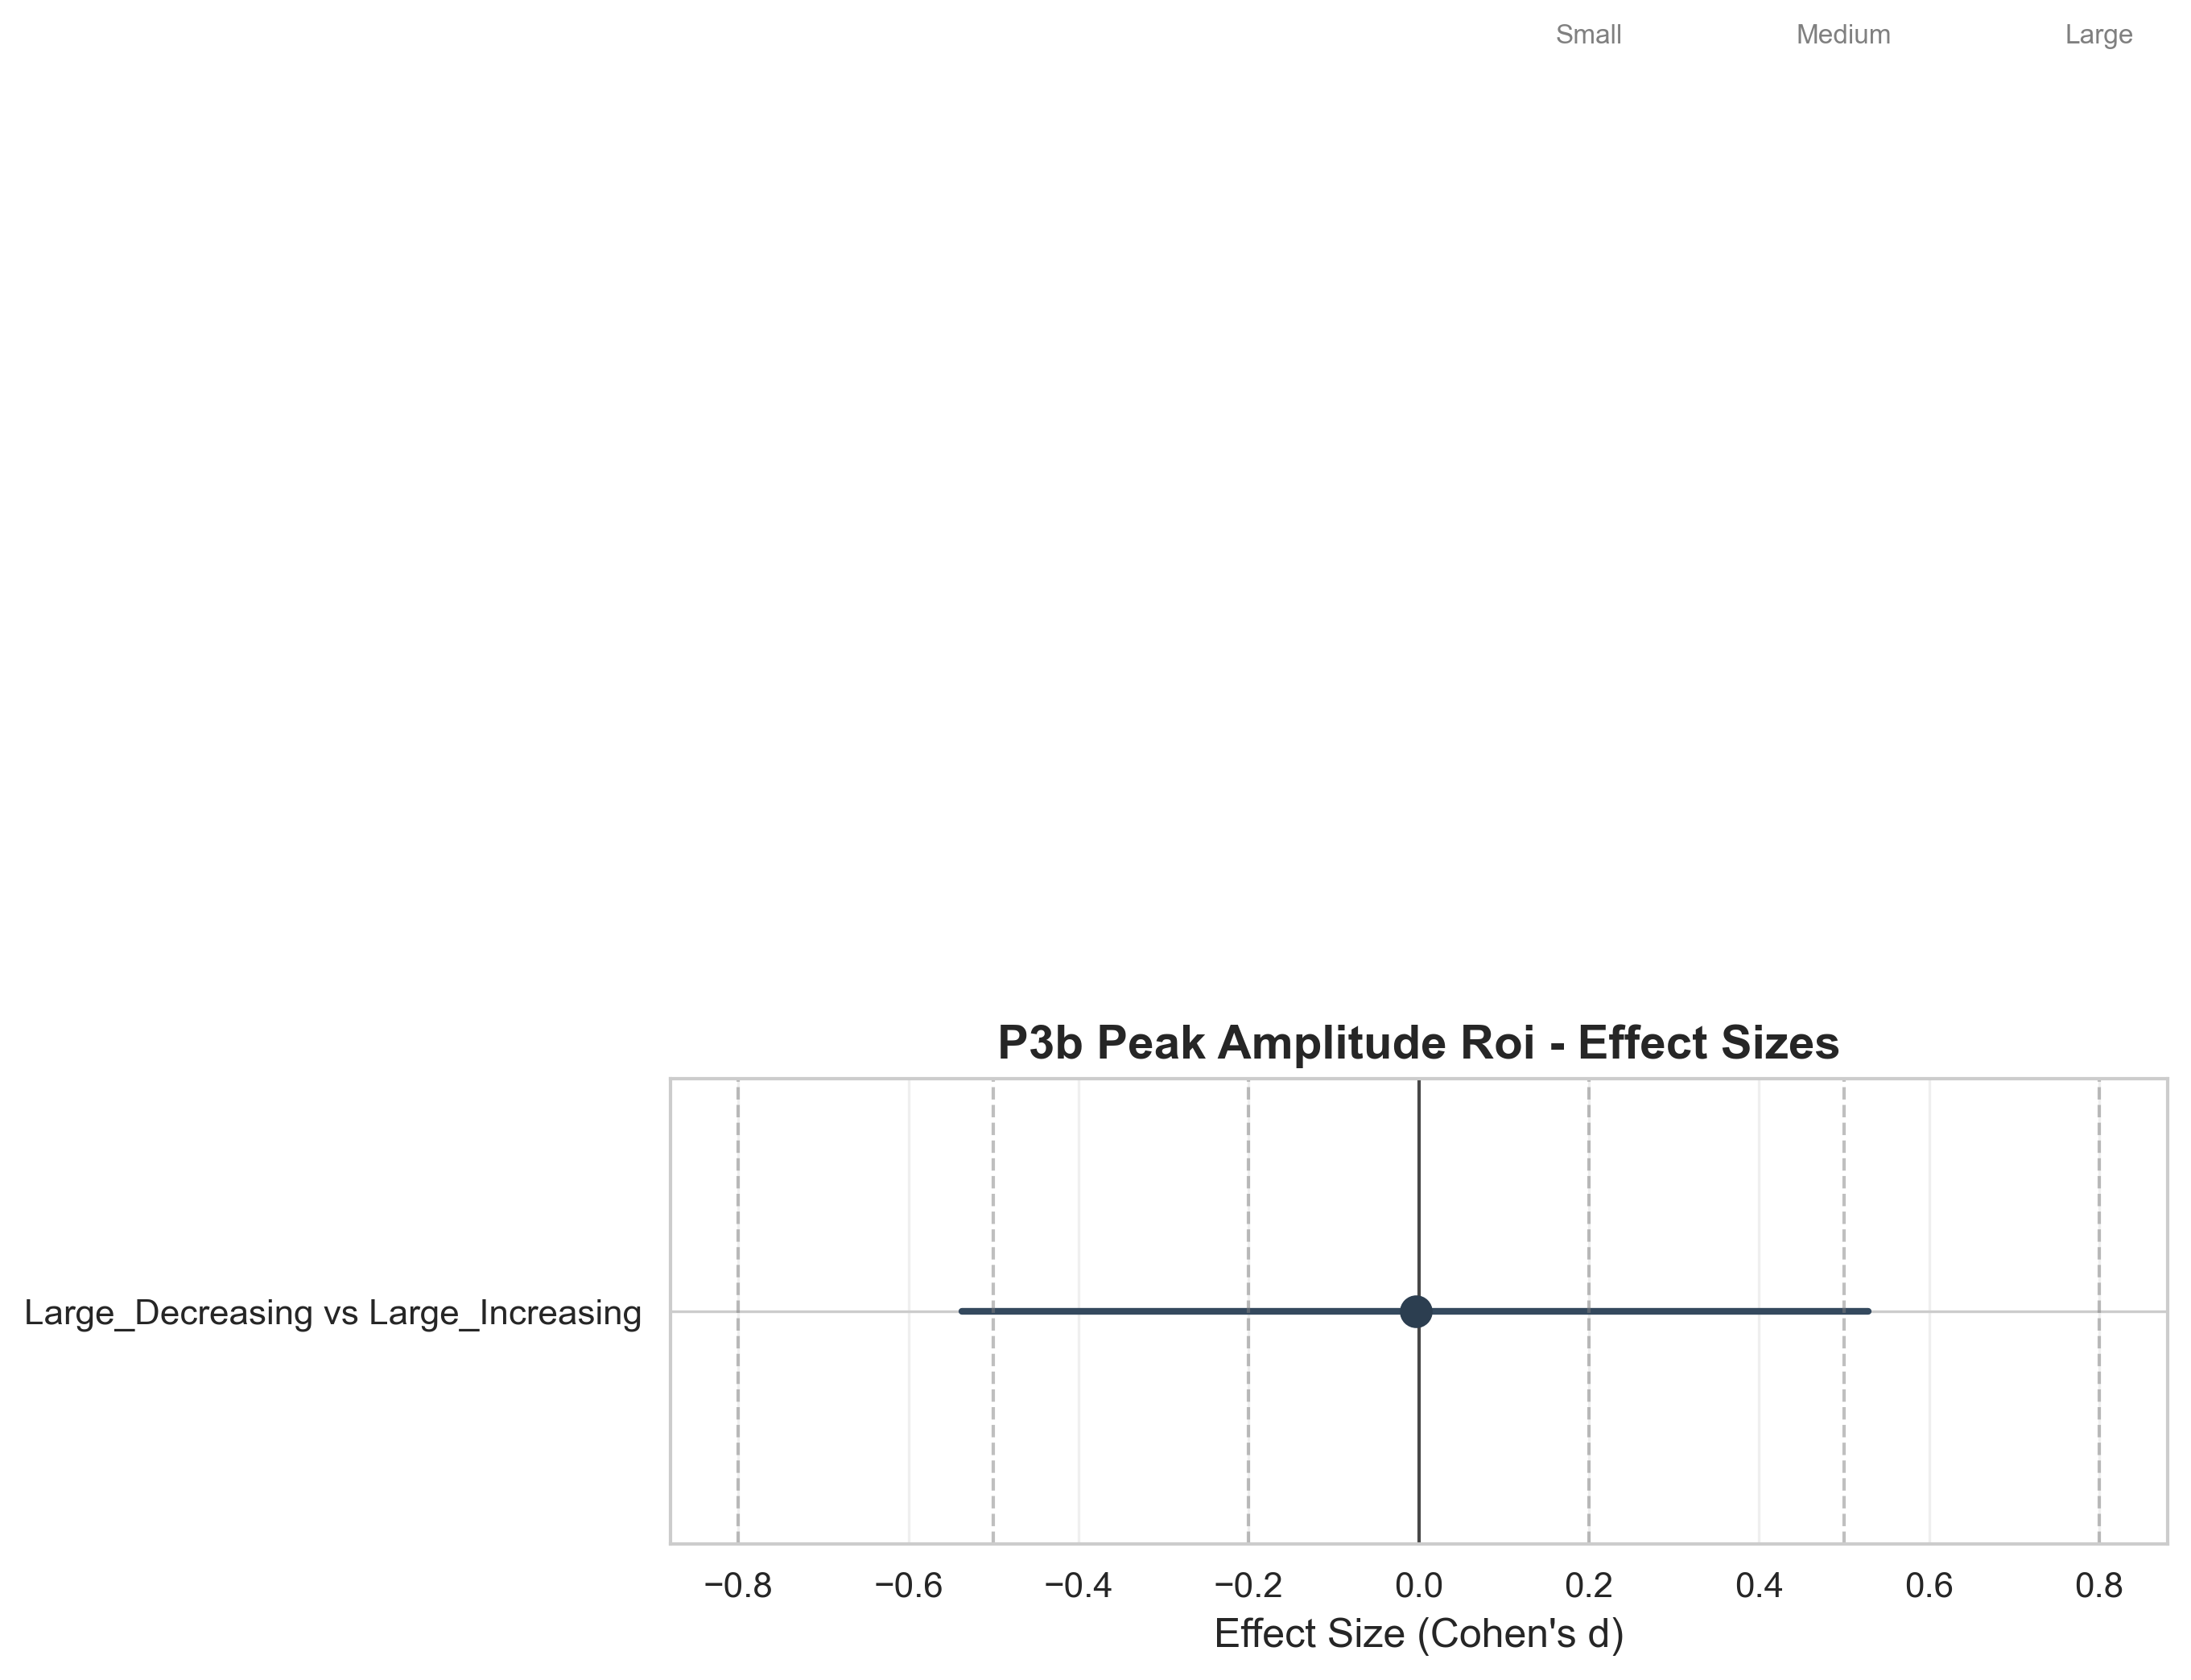 Small Medium Large
P3b Peak Amplitude Roi - Effect Sizes
Large_Decreasing vs Large_Increasing
−0.8 −0.6 −0.4 −0.2 0.0 0.2 0.4 0.6 0.8
Effect Size (Cohen's d)